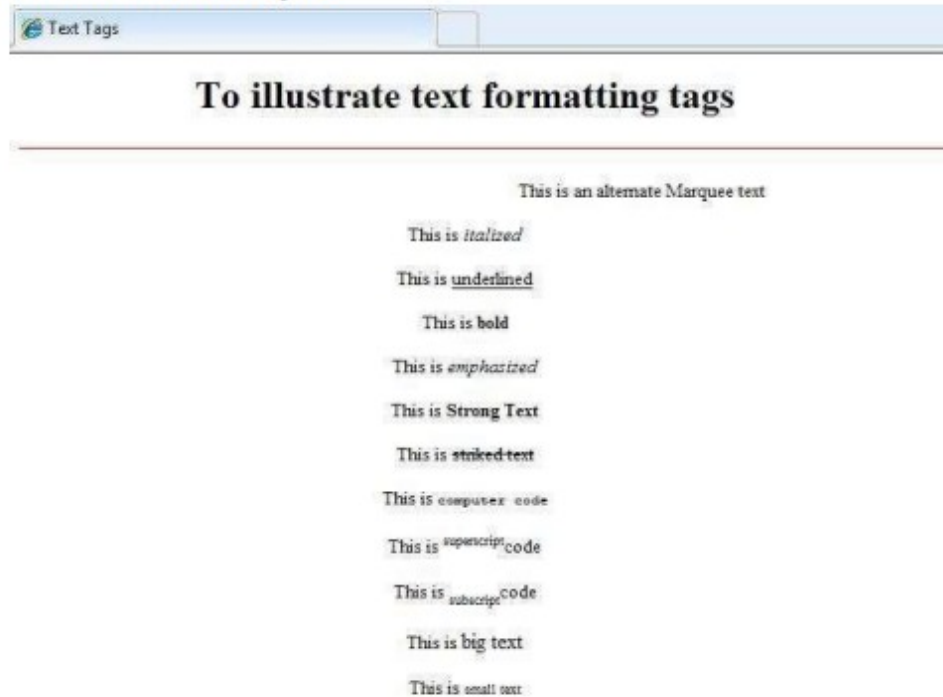 Text Tags
To illustrate text formatting tags
This is an alternate Marquee text
This is italized
This is underlined
This is bold
This is emphasized
This is Strong Text
This is striked text
This is computer code
This is superscript code
This is subscript code
This is big text
This is small text